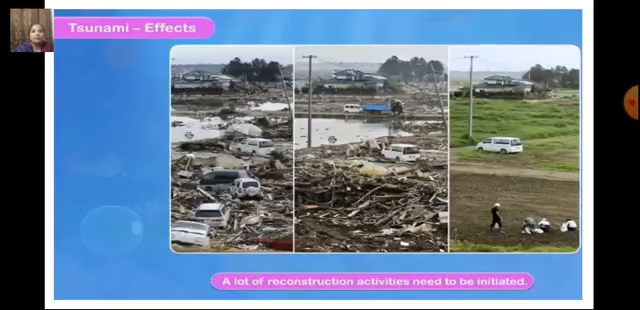 Tsunami – Effects
A lot of reconstruction activities need to be initiated.